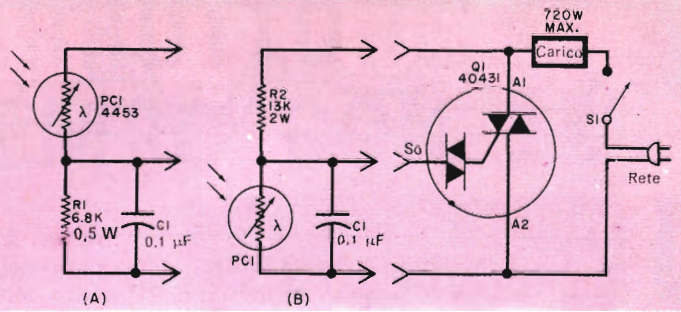 PC1
4453
λ
R1
6.8K
0,5 W
C1
0,1 µF
(A)
R2
13K
2W
λ
PC1
C1
0,1 µF
(B)
720W
MAX.
Carico
Q1
40431
A1
Sö
A2
S1
Rete